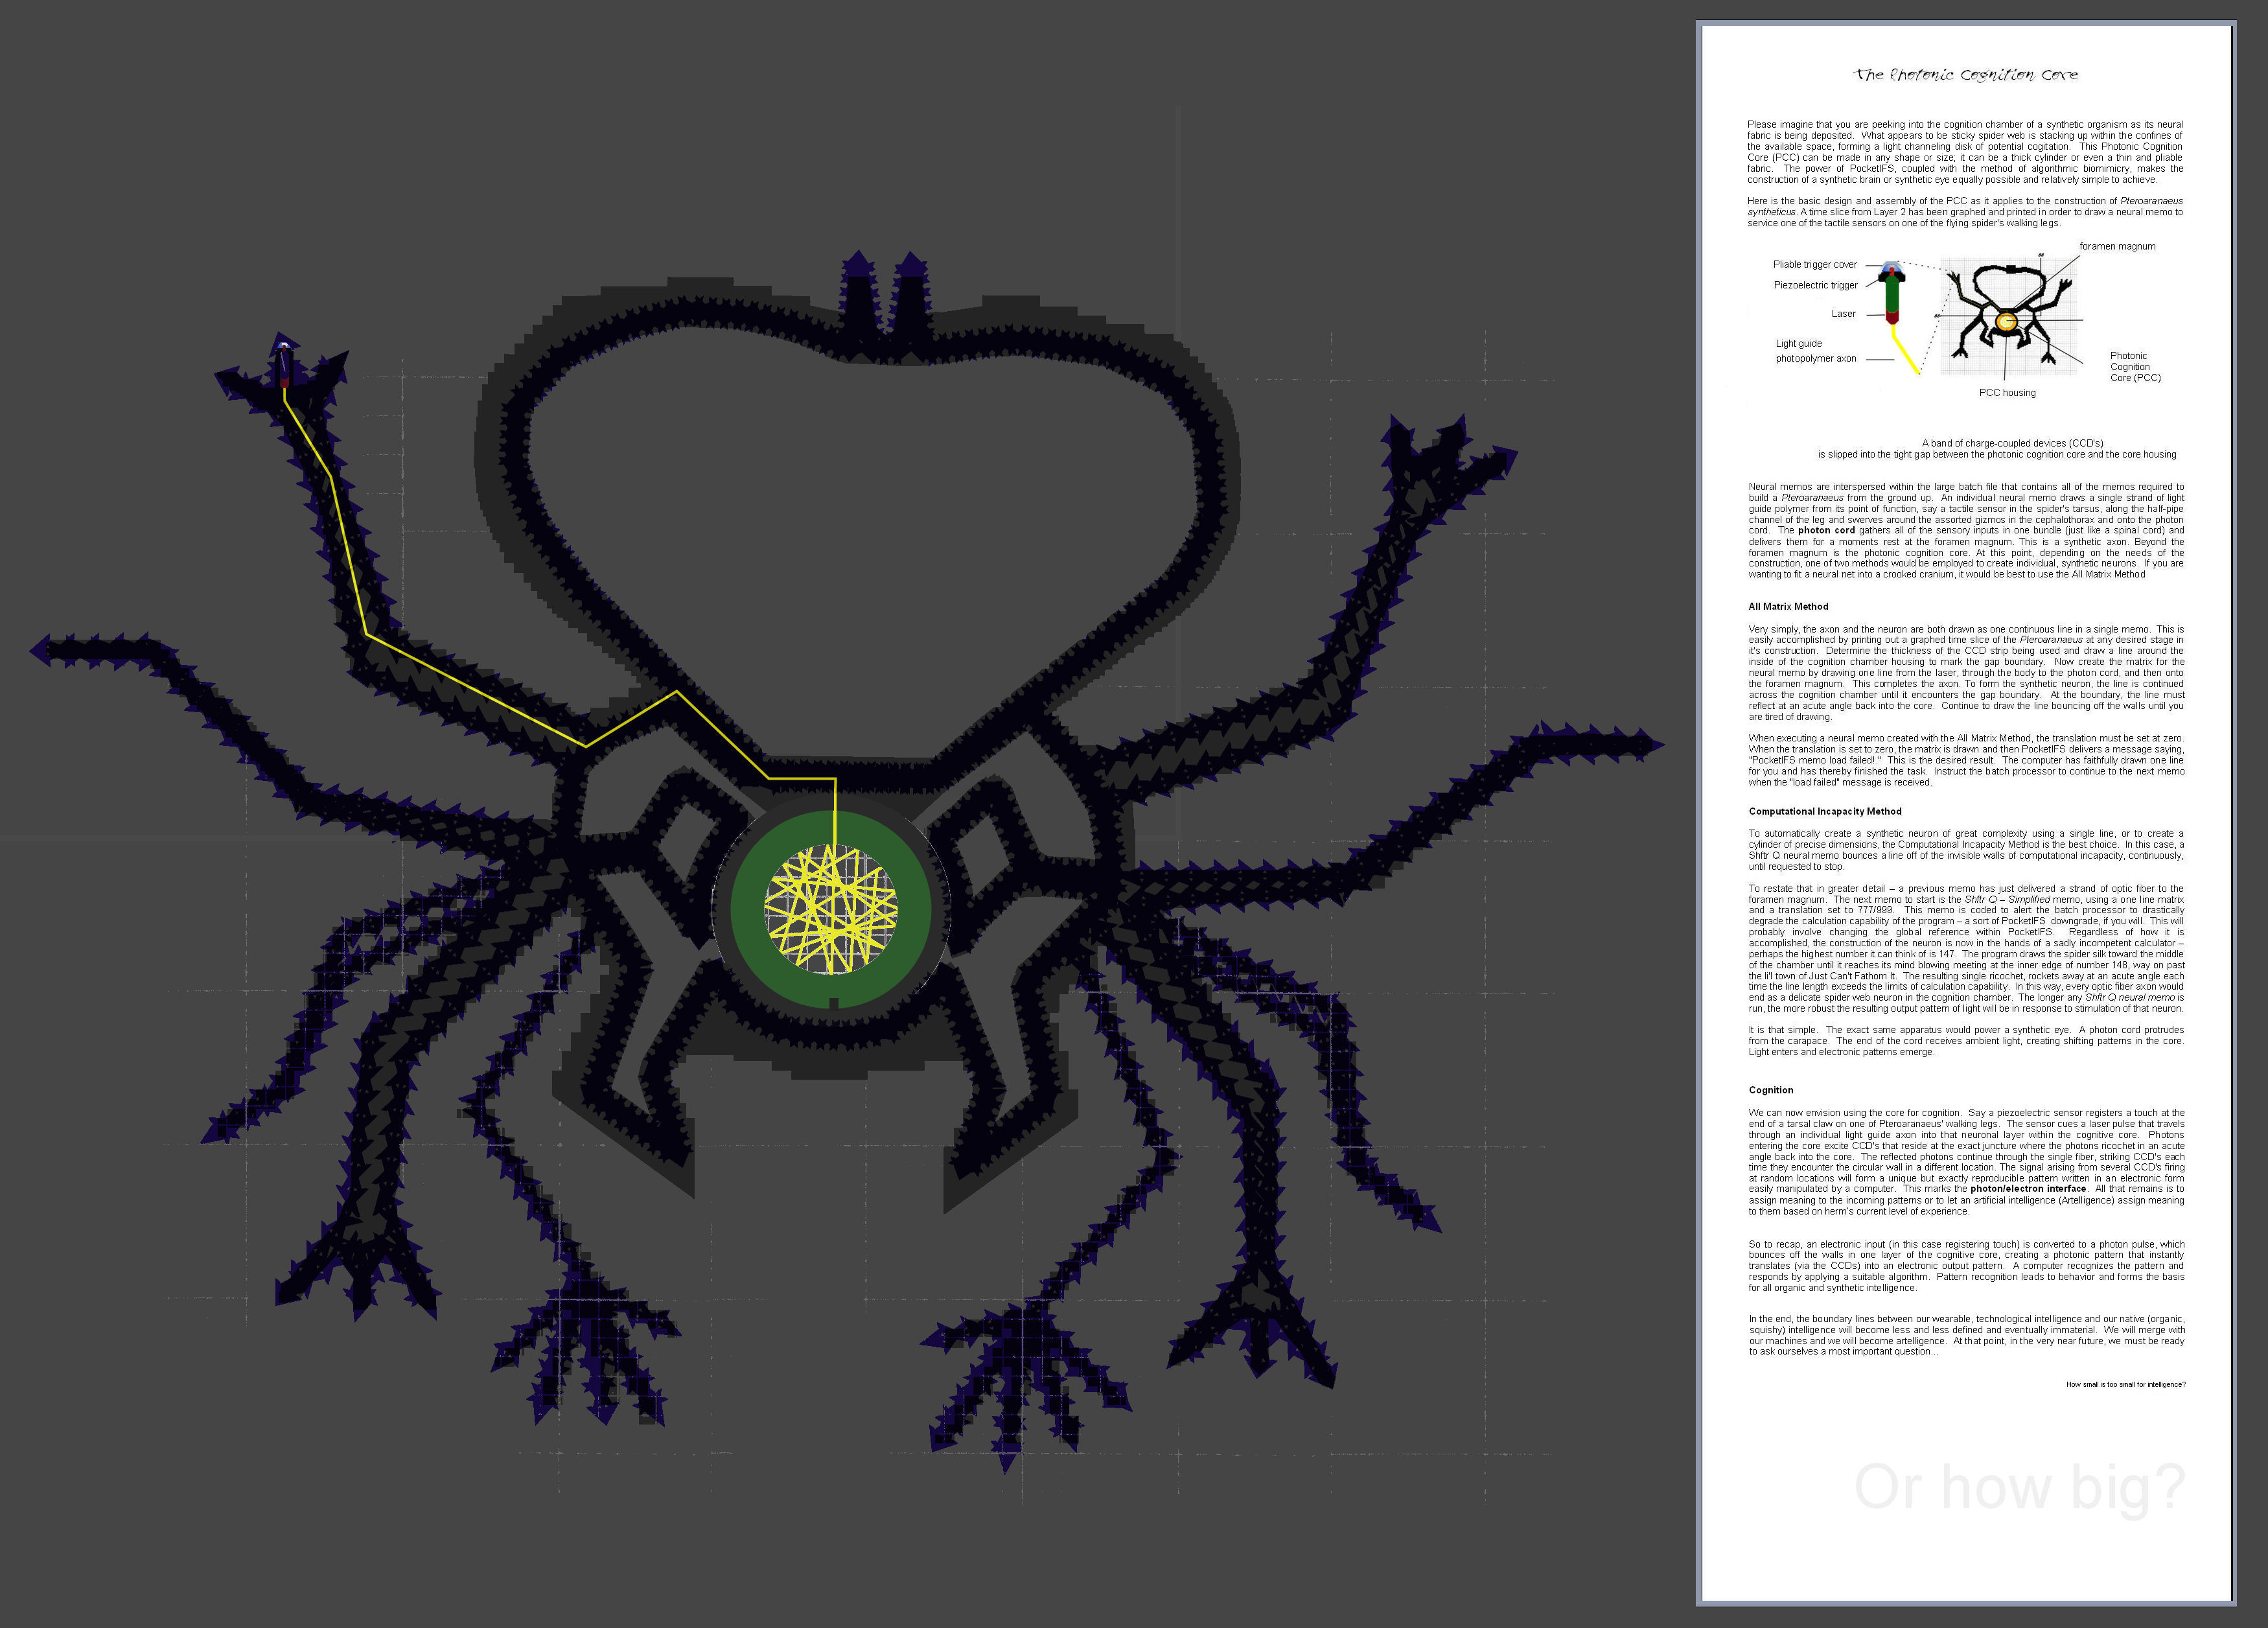 The Photonic Cognition Core
Please imagine that you are peeking into the cognition chamber of a synthetic organism as its neural
fabric is being deposited. What appears to be sticky spider web is stacking up within the confines of
the available space, forming a light channeling disk of potential cogitation. This Photonic Cognition
Core (PCC) can be made in any shape or size; it can be a thick cylinder or even a thin and pliable
fabric. The power of PocketIFS, coupled with the method of algorithmic biomimicry, makes the
construction of a synthetic brain or synthetic eye equally possible and relatively simple to achieve.
Here is the basic design and assembly of the PCC as it applies to the construction of Pteroaranaeus
syntheticus. A time slice from Layer 2 has been graphed and printed in order to draw a neural memo to
service one of the tactile sensors on one of the flying spider's walking legs.
foramen magnum
Pliable trigger cover
Piezoelectric trigger
Laser
Light guide
photopolymer axon
Photonic
Cognition
Core (PCC)
PCC housing
A band of charge-coupled devices (CCD's)
is slipped into the tight gap between the photonic cognition core and the core housing
Neural memos are interspersed within the large batch file that contains all of the memos required to
build a Pteroaranaeus from the ground up. An individual neural memo draws a single strand of light
guide polymer from its point of function, say a tactile sensor in the spider's tarsus, along the half-pipe
channel of the leg and swerves around the assorted gizmos in the cephalothorax and onto the photon
cord. The photon cord gathers all of the sensory inputs in one bundle (just like a spinal cord) and
delivers them for a moments rest at the foramen magnum. This is a synthetic axon. Beyond the
foramen magnum is the photonic cognition core. At this point, depending on the needs of the
construction, one of two methods would be employed to create individual, synthetic neurons. If you are
wanting to fit a neural net into a crooked cranium, it would be best to use the All Matrix Method
All Matrix Method
Very simply, the axon and the neuron are both drawn as one continuous line in a single memo. This is
easily accomplished by printing out a graphed time slice of the Pteroaranaeus at any desired stage in
it's construction. Determine the thickness of the CCD strip being used and draw a line around the
inside of the cognition chamber housing to mark the gap boundary. Now create the matrix for the
neural memo by drawing one line from the laser, through the body to the photon cord, and then onto
the foramen magnum. This completes the axon. To form the synthetic neuron, the line is continued
across the cognition chamber until it encounters the gap boundary. At the boundary, the line must
reflect at an acute angle back into the core. Continue to draw the line bouncing off the walls until you
are tired of drawing.
When executing a neural memo created with the All Matrix Method, the translation must be set at zero.
When the translation is set to zero, the matrix is drawn and then PocketIFS delivers a message saying,
"PocketIFS memo load failed!." This is the desired result. The computer has faithfully drawn one line
for you and has thereby finished the task. Instruct the batch processor to continue to the next memo
when the "load failed" message is received.
Computational Incapacity Method
To automatically create a synthetic neuron of great complexity using a single line, or to create a
cylinder of precise dimensions, the Computational Incapacity Method is the best choice. In this case, a
Shftr Q neural memo bounces a line off of the invisible walls of computational incapacity, continuously,
until requested to stop.
To restate that in greater detail – a previous memo has just delivered a strand of optic fiber to the
foramen magnum. The next memo to start is the Shftr Q – Simplified memo, using a one line matrix
and a translation set to 777/999. This memo is coded to alert the batch processor to drastically
degrade the calculation capability of the program – a sort of PocketIFS downgrade, if you will. This will
probably involve changing the global reference within PocketIFS. Regardless of how it is
accomplished, the construction of the neuron is now in the hands of a sadly incompetent calculator –
perhaps the highest number it can think of is 147. The program draws the spider silk toward the middle
of the chamber until it reaches its mind blowing meeting at the inner edge of number 148, way on past
the li'l town of Just Can't Fathom It. The resulting single ricochet, rockets away at an acute angle each
time the line length exceeds the limits of calculation capability. In this way, every optic fiber axon would
end as a delicate spider web neuron in the cognition chamber. The longer any Shftr Q neural memo is
run, the more robust the resulting output pattern of light will be in response to stimulation of that neuron.
It is that simple. The exact same apparatus would power a synthetic eye. A photon cord protrudes
from the carapace. The end of the cord receives ambient light, creating shifting patterns in the core.
Light enters and electronic patterns emerge.
Cognition
We can now envision using the core for cognition. Say a piezoelectric sensor registers a touch at the
end of a tarsal claw on one of Pteroaranaeus' walking legs. The sensor cues a laser pulse that travels
through an individual light guide axon into that neuronal layer within the cognitive core. Photons
entering the core excite CCD's that reside at the exact juncture where the photons ricochet in an acute
angle back into the core. The reflected photons continue through the single fiber, striking CCD's each
time they encounter the circular wall in a different location. The signal arising from several CCD's firing
at random locations will form a unique but exactly reproducible pattern written in an electronic form
easily manipulated by a computer. This marks the photon/electron interface. All that remains is to
assign meaning to the incoming patterns or to let an artificial intelligence (Artelligence) assign meaning
to them based on herm's current level of experience.
So to recap, an electronic input (in this case registering touch) is converted to a photon pulse, which
bounces off the walls in one layer of the cognitive core, creating a photonic pattern that instantly
translates (via the CCDs) into an electronic output pattern. A computer recognizes the pattern and
responds by applying a suitable algorithm. Pattern recognition leads to behavior and forms the basis
for all organic and synthetic intelligence.
In the end, the boundary lines between our wearable, technological intelligence and our native (organic,
squishy) intelligence will become less and less defined and eventually immaterial. We will merge with
our machines and we will become artelligence. At that point, in the very near future, we must be ready
to ask ourselves a most important question...
How small is too small for intelligence?
Or how big?